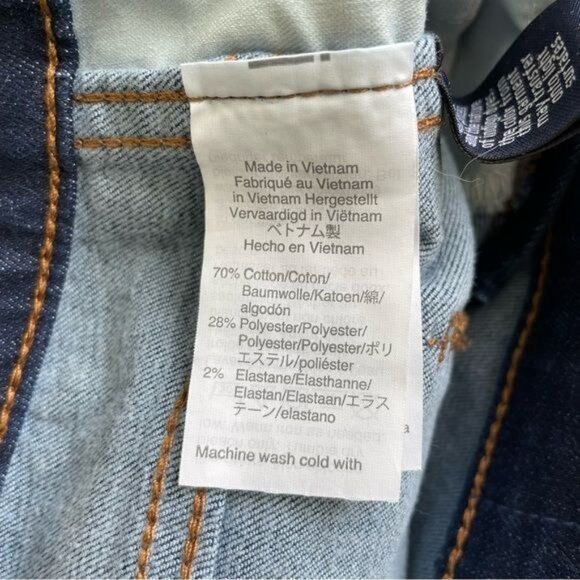 Made in Vietnam
Fabriqué au Vietnam
in Vietnam Hergestellt
Vervaardigd in Viëtnam
ベトナム製
Hecho en Vietnam
70% Cotton/Coton/
Baumwolle/Katoen/綿/
algodón
28% Polyester/Polyester/
Polyester/Polyester/ポリ
エステル/poliéster
2% Elastane/Élasthanne/
Elastan/Elastaan/エラス
テーン/elastano
Machine wash cold with
a